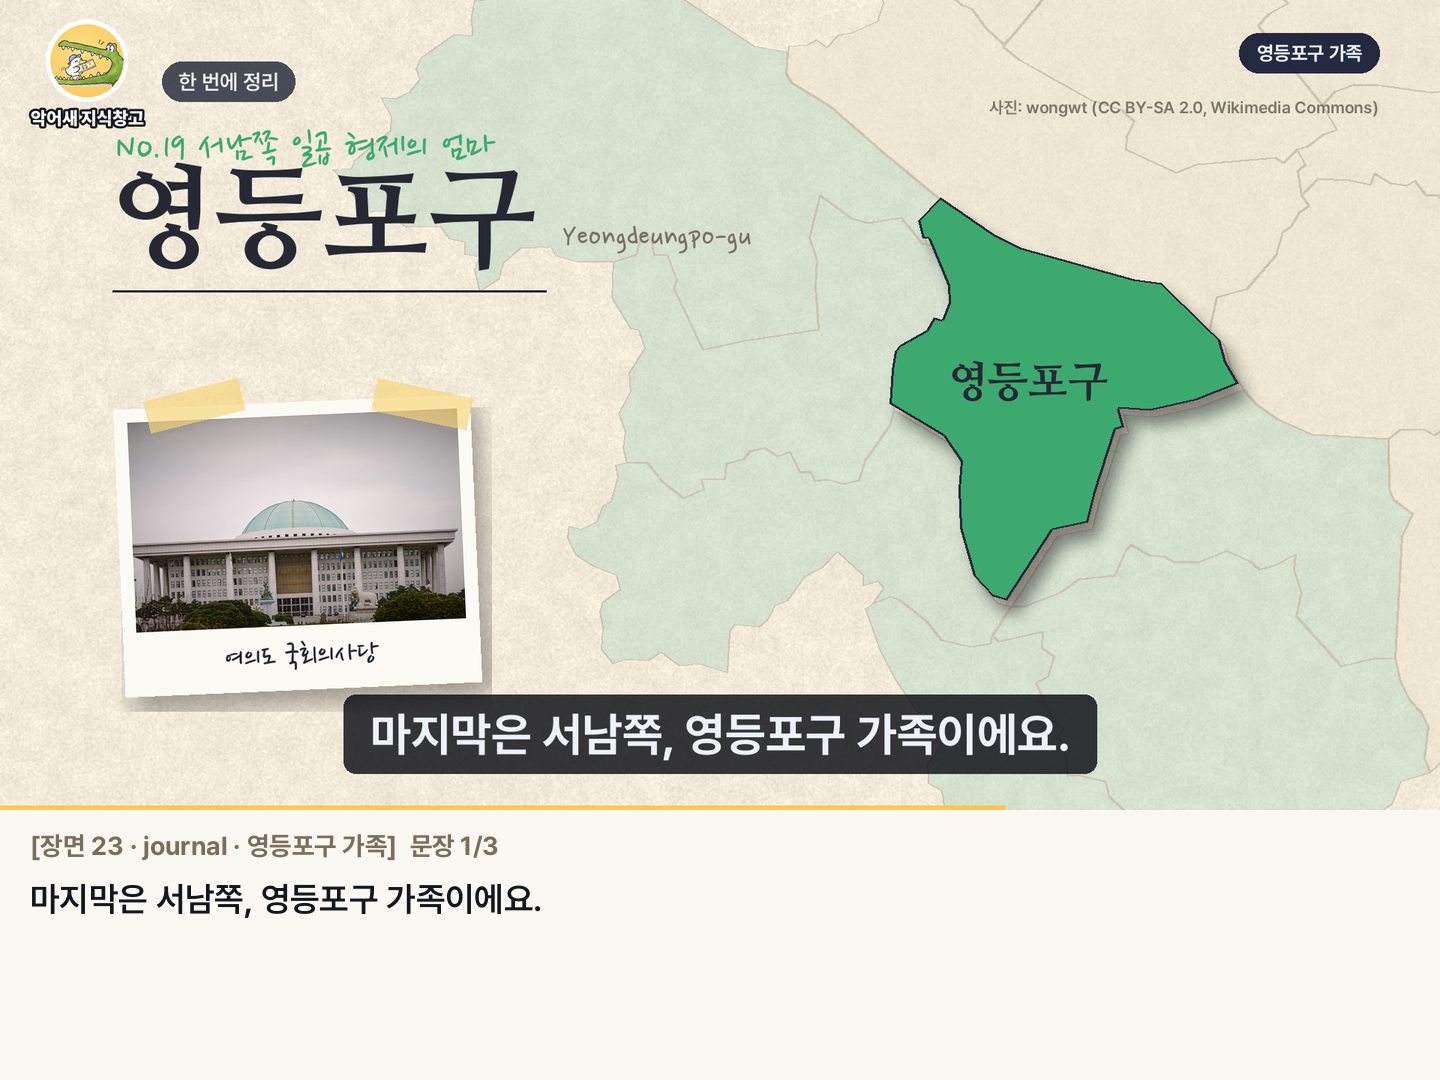 악어새 지식창고
한 번에 정리
영등포구 가족
사진: wongwt (CC BY-SA 2.0, Wikimedia Commons)
No.19 서남쪽 일곱 형제의 엄마
영등포구
Yeongdeungpo-gu
영등포구
여의도 국회의사당
마지막은 서남쪽, 영등포구 가족이에요.
[장면 23 · journal · 영등포구 가족] 문장 1/3
마지막은 서남쪽, 영등포구 가족이에요.